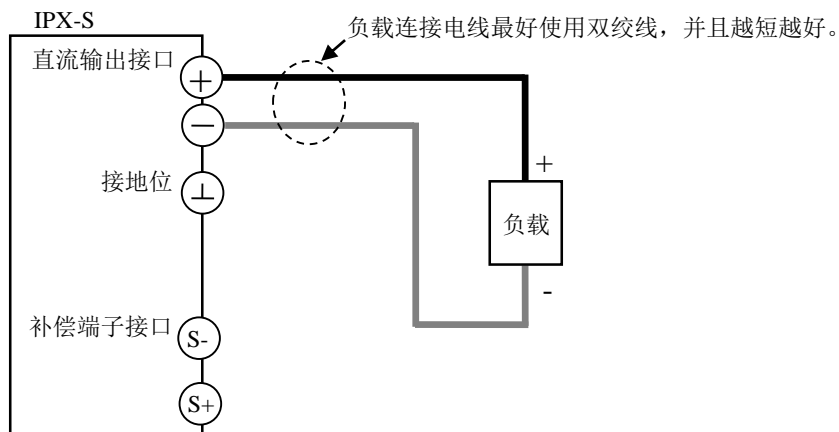 IPX-S
负载连接电线最好使用双绞线，并且越短越好。
直流输出接口
+
—
接地位
+
负载
-
补偿端子接口
S-
S+